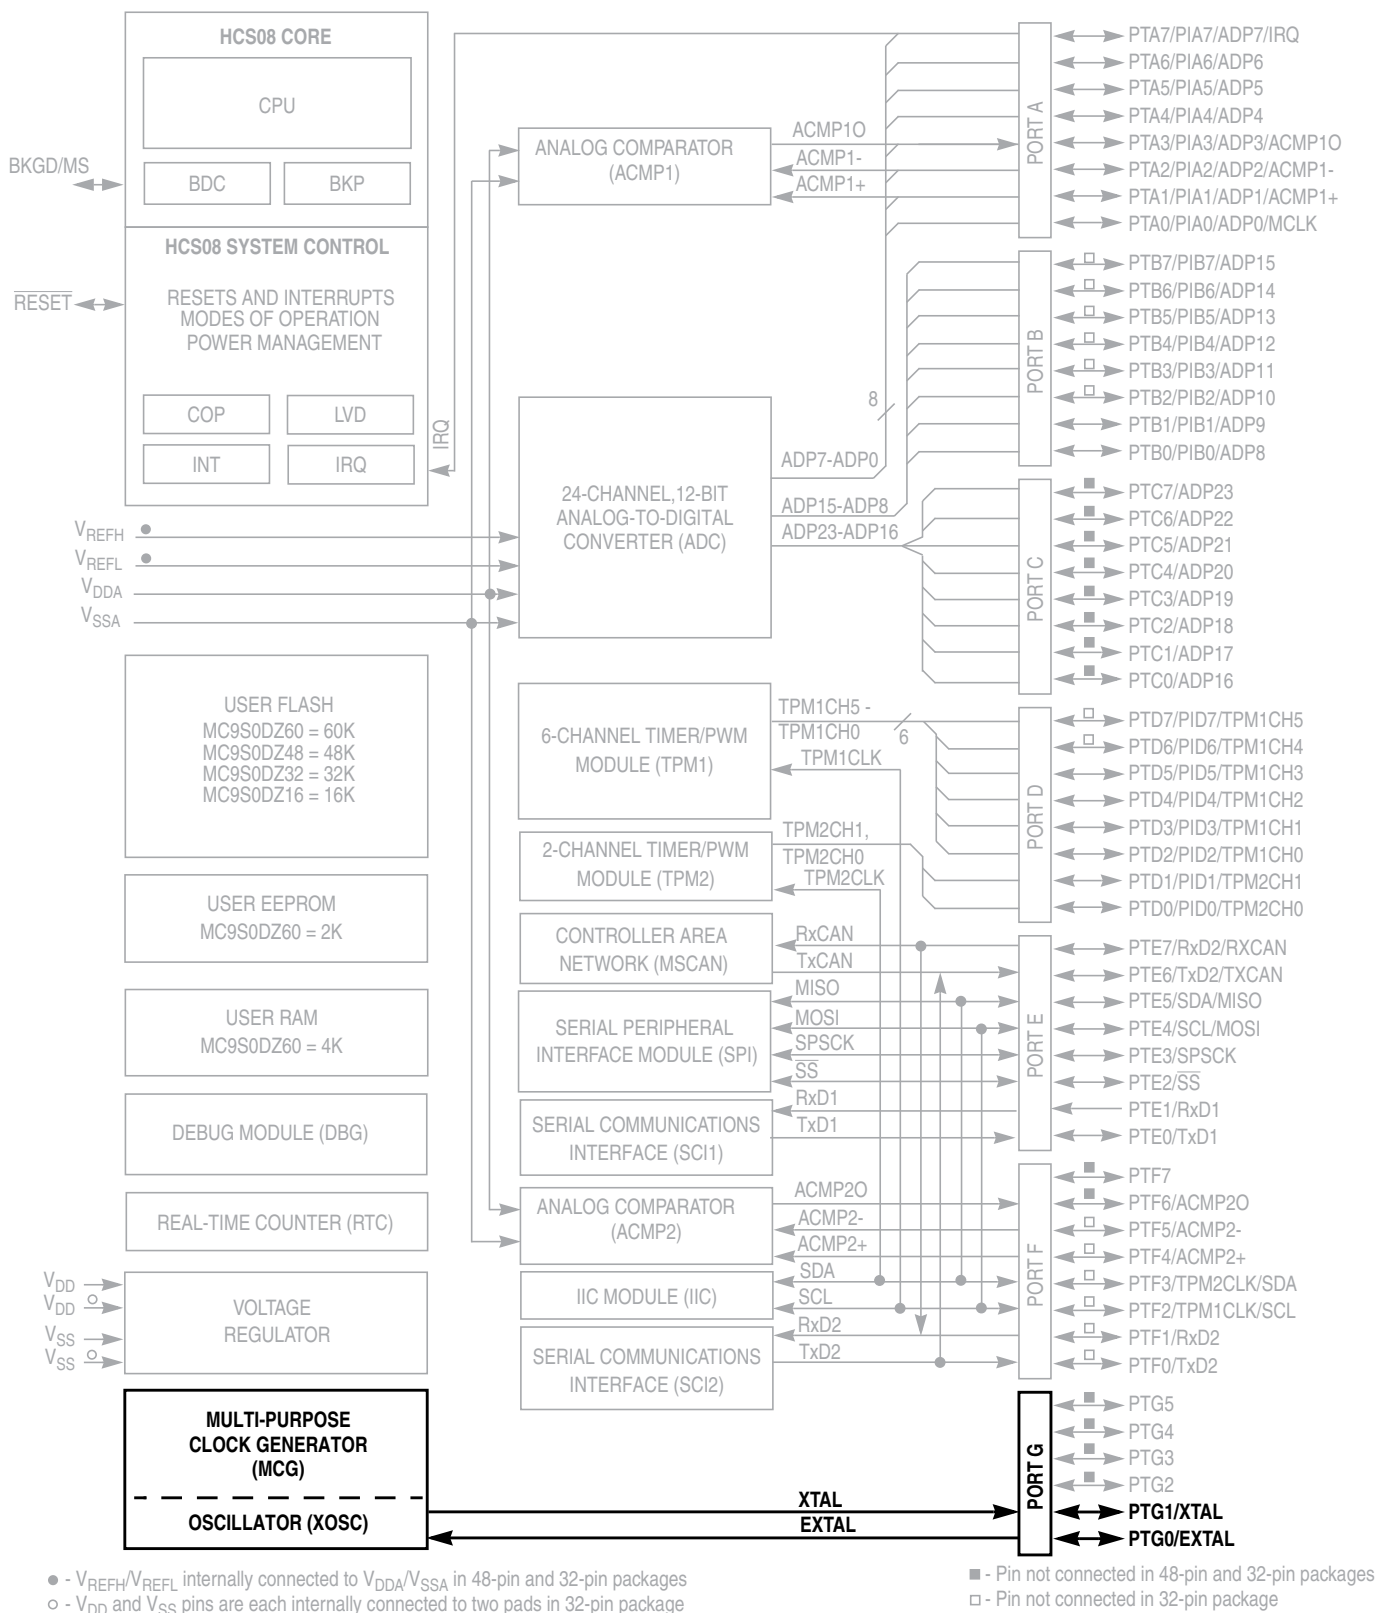 HCS08 CORE
CPU
BDC
BKP
BKGD/MS
HCS08 SYSTEM CONTROL
RESETS AND INTERRUPTS
MODES OF OPERATION
POWER MANAGEMENT
RESET
COP
LVD
INT
IRQ
IRQ
VREFH
VREFL
VDDA
VSSA
USER FLASH
MC9S0DZ60 = 60K
MC9S0DZ48 = 48K
MC9S0DZ32 = 32K
MC9S0DZ16 = 16K
USER EEPROM
MC9S0DZ60 = 2K
USER RAM
MC9S0DZ60 = 4K
DEBUG MODULE (DBG)
REAL-TIME COUNTER (RTC)
VDD
VDD
VSS
VSS
VOLTAGE
REGULATOR
MULTI-PURPOSE
CLOCK GENERATOR
(MCG)
OSCILLATOR (XOSC)
ANALOG COMPARATOR
(ACMP1)
ACMP1O
ACMP1-
ACMP1+
24-CHANNEL,12-BIT
ANALOG-TO-DIGITAL
CONVERTER (ADC)
8
ADP7-ADP0
ADP15-ADP8
ADP23-ADP16
6-CHANNEL TIMER/PWM
MODULE (TPM1)
TPM1CH5 -
TPM1CH0
6
TPM1CLK
2-CHANNEL TIMER/PWM
MODULE (TPM2)
TPM2CH1,
TPM2CH0
TPM2CLK
CONTROLLER AREA
NETWORK (MSCAN)
RxCAN
TxCAN
SERIAL PERIPHERAL
INTERFACE MODULE (SPI)
MISO
MOSI
SPSCK
SS
SERIAL COMMUNICATIONS
INTERFACE (SCI1)
RxD1
TxD1
ANALOG COMPARATOR
(ACMP2)
ACMP2O
ACMP2-
ACMP2+
IIC MODULE (IIC)
SDA
SCL
SERIAL COMMUNICATIONS
INTERFACE (SCI2)
RxD2
TxD2
XTAL
EXTAL
PORT A
PTA7/PIA7/ADP7/IRQ
PTA6/PIA6/ADP6
PTA5/PIA5/ADP5
PTA4/PIA4/ADP4
PTA3/PIA3/ADP3/ACMP1O
PTA2/PIA2/ADP2/ACMP1-
PTA1/PIA1/ADP1/ACMP1+
PTA0/PIA0/ADP0/MCLK
PORT B
PTB7/PIB7/ADP15
PTB6/PIB6/ADP14
PTB5/PIB5/ADP13
PTB4/PIB4/ADP12
PTB3/PIB3/ADP11
PTB2/PIB2/ADP10
PTB1/PIB1/ADP9
PTB0/PIB0/ADP8
PORT C
PTC7/ADP23
PTC6/ADP22
PTC5/ADP21
PTC4/ADP20
PTC3/ADP19
PTC2/ADP18
PTC1/ADP17
PTC0/ADP16
PORT D
PTD7/PID7/TPM1CH5
PTD6/PID6/TPM1CH4
PTD5/PID5/TPM1CH3
PTD4/PID4/TPM1CH2
PTD3/PID3/TPM1CH1
PTD2/PID2/TPM1CH0
PTD1/PID1/TPM2CH1
PTD0/PID0/TPM2CH0
PORT E
PTE7/RxD2/RXCAN
PTE6/TxD2/TXCAN
PTE5/SDA/MISO
PTE4/SCL/MOSI
PTE3/SPSCK
PTE2/SS
PTE1/RxD1
PTE0/TxD1
PORT F
PTF7
PTF6/ACMP2O
PTF5/ACMP2-
PTF4/ACMP2+
PTF3/TPM2CLK/SDA
PTF2/TPM1CLK/SCL
PTF1/RxD2
PTF0/TxD2
PORT G
PTG5
PTG4
PTG3
PTG2
PTG1/XTAL
PTG0/EXTAL
● - VREFH/VREFL internally connected to VDDA/VSSA in 48-pin and 32-pin packages
○ - VDD and VSS pins are each internally connected to two pads in 32-pin package
■ - Pin not connected in 48-pin and 32-pin packages
□ - Pin not connected in 32-pin package